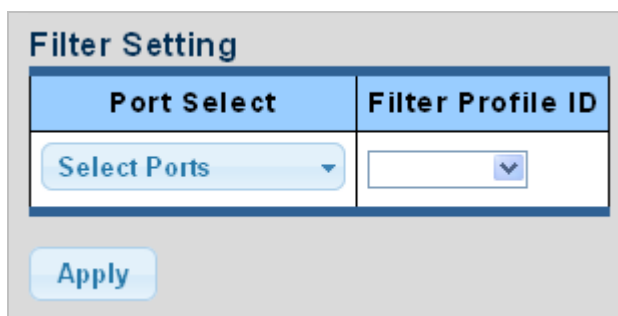 Filter Setting
Port Select Filter Profile ID
Select Ports
Apply